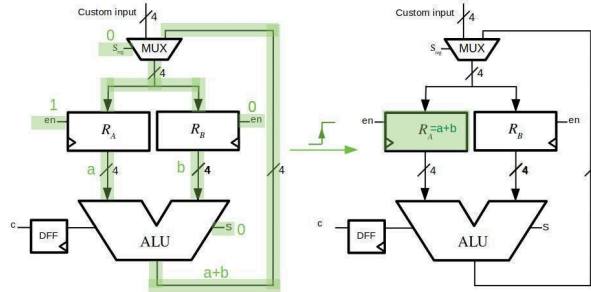 Custom input
4
0
S_reg
MUX
4
1
en
R_A
R_B
0
en
a
4
b
4
4
c
DFF
ALU
S
0
a+b
Custom input
4
S_reg
MUX
4
en
R_A=a+b
R_B
en
4
4
4
c
DFF
ALU
S